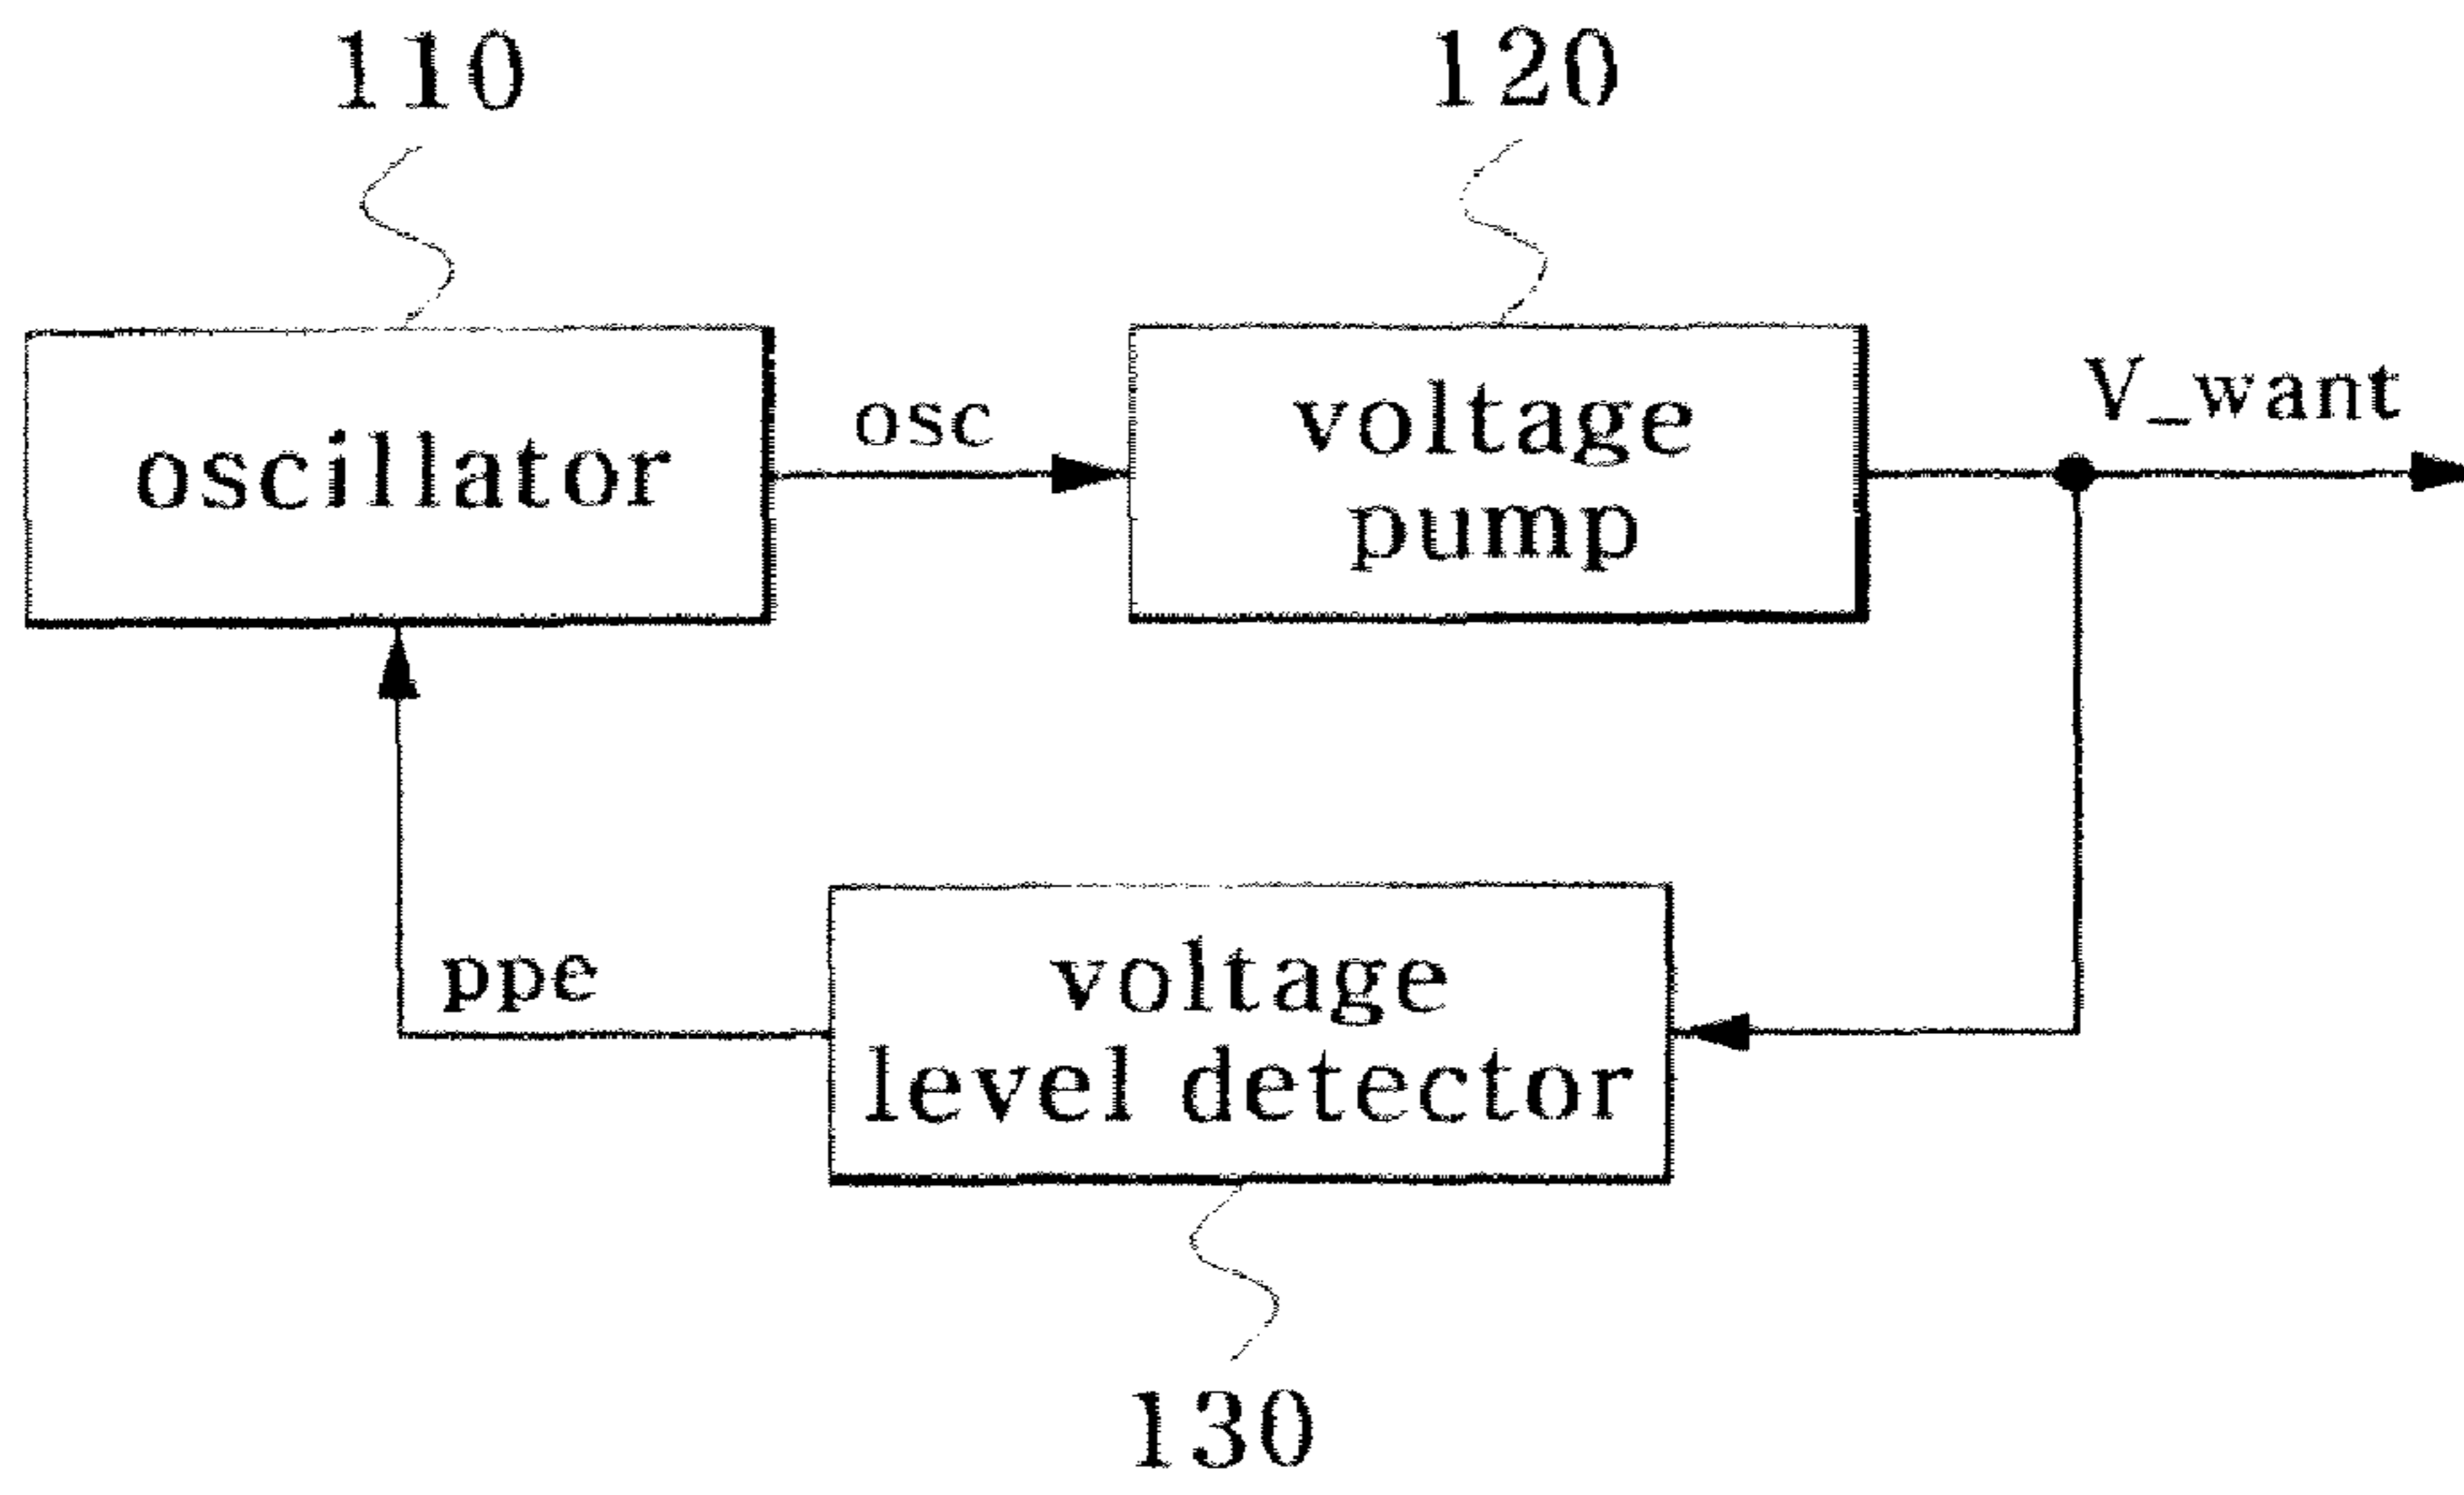 110
120
oscillator
osc
voltage
pump
V_want
ppe
voltage
level detector
130